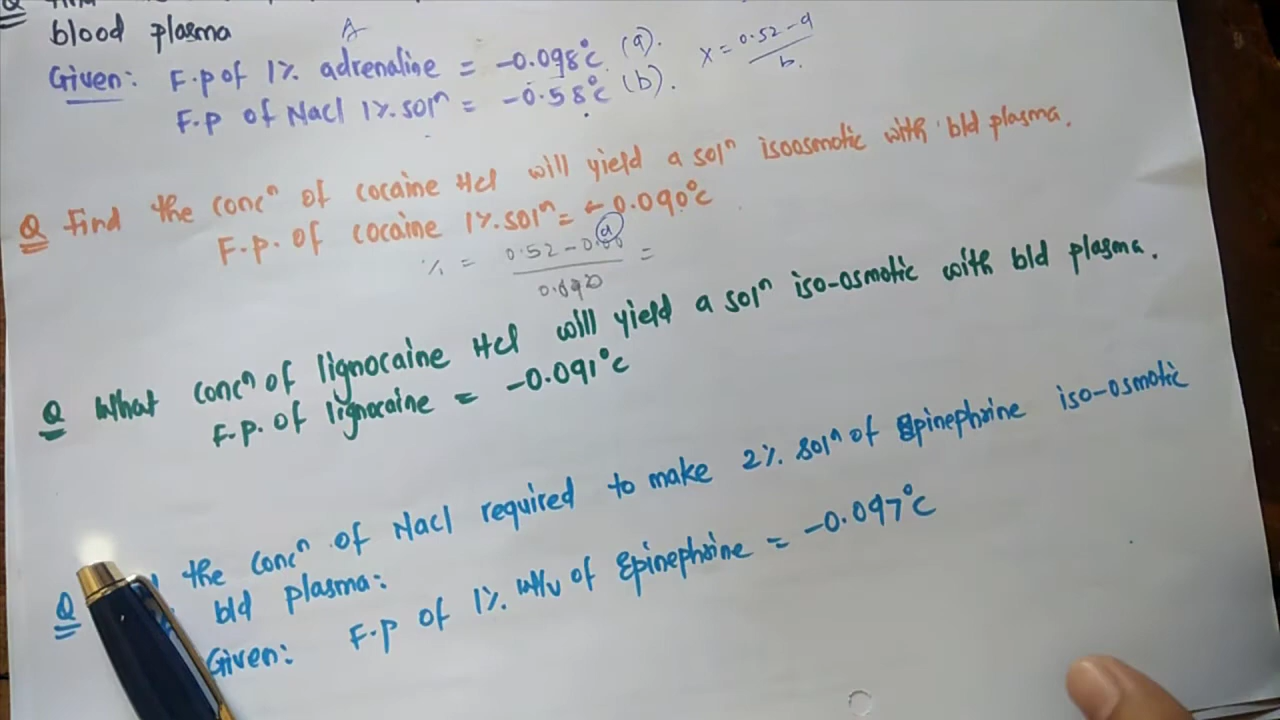 blood plasma
A
Given: F.p of 1% adrenaline = -0.098°c (a).
F.p of Nacl 1%.solⁿ = -0.58°c (b).
x = 0.52-a
b.
Q find the concⁿ of cocaine Hcl will yield a solⁿ isoosmotic with bld plasma.
F.p. of cocaine 1%.solⁿ = -0.090°c
% = 0.52-0. (a) =
0.090
Q What concⁿ of lignocaine Hcl will yield a solⁿ iso-osmotic with bld plasma.
F.p. of lignocaine = -0.091°c
Q the concⁿ of Nacl required to make 2%. solⁿ of Epinephrine iso-osmotic
bld plasma:
Given: F.p of 1%. w/v of Epinephrine = -0.097°c